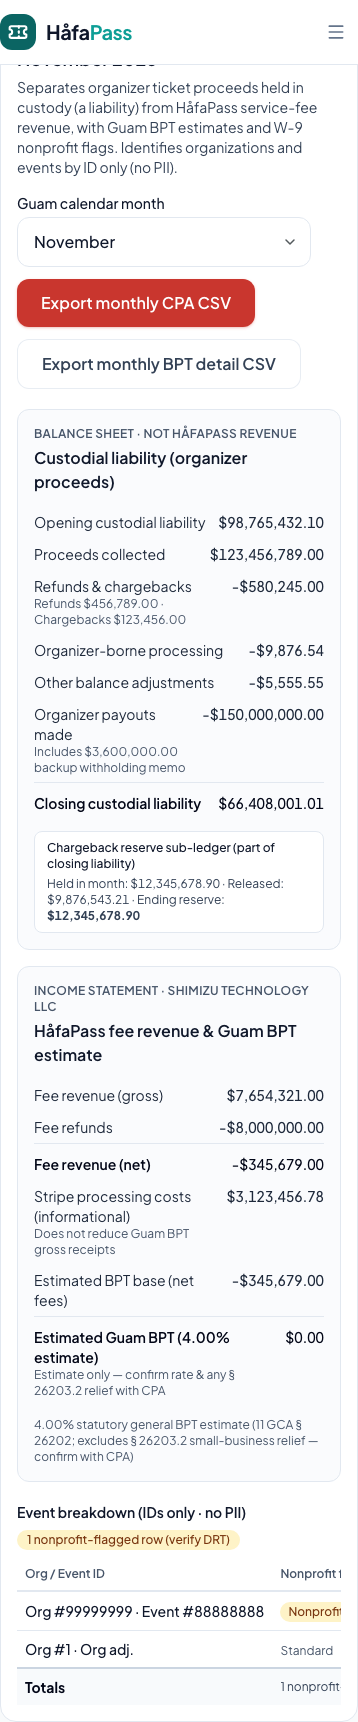 HåfaPass
Separates organizer ticket proceeds held in
custody (a liability) from HåfaPass service-fee
revenue, with Guam BPT estimates and W-9
nonprofit flags. Identifies organizations and
events by ID only (no PII).
Guam calendar month
November
Export monthly CPA CSV
Export monthly BPT detail CSV
BALANCE SHEET · NOT HÅFAPASS REVENUE
Custodial liability (organizer
proceeds)
Opening custodial liability $98,765,432.10
Proceeds collected $123,456,789.00
Refunds & chargebacks -$580,245.00
Refunds $456,789.00 ·
Chargebacks $123,456.00
Organizer-borne processing -$9,876.54
Other balance adjustments -$5,555.55
Organizer payouts -$150,000,000.00
made
Includes $3,600,000.00
backup withholding memo
Closing custodial liability $66,408,001.01
Chargeback reserve sub-ledger (part of
closing liability)
Held in month: $12,345,678.90 · Released:
$9,876,543.21 · Ending reserve:
$12,345,678.90
INCOME STATEMENT · SHIMIZU TECHNOLOGY
LLC
HåfaPass fee revenue & Guam BPT
estimate
Fee revenue (gross) $7,654,321.00
Fee refunds -$8,000,000.00
Fee revenue (net) -$345,679.00
Stripe processing costs $3,123,456.78
(informational)
Does not reduce Guam BPT
gross receipts
Estimated BPT base (net -$345,679.00
fees)
Estimated Guam BPT (4.00% $0.00
estimate)
Estimate only — confirm rate & any §
26203.2 relief with CPA
4.00% statutory general BPT estimate (11 GCA §
26202; excludes § 26203.2 small-business relief —
confirm with CPA)
Event breakdown (IDs only · no PII)
1 nonprofit-flagged row (verify DRT)
Org / Event ID Nonprofit
Org #99999999 · Event #88888888 Nonprofit
Org #1 · Org adj. Standard
Totals 1 nonprofit